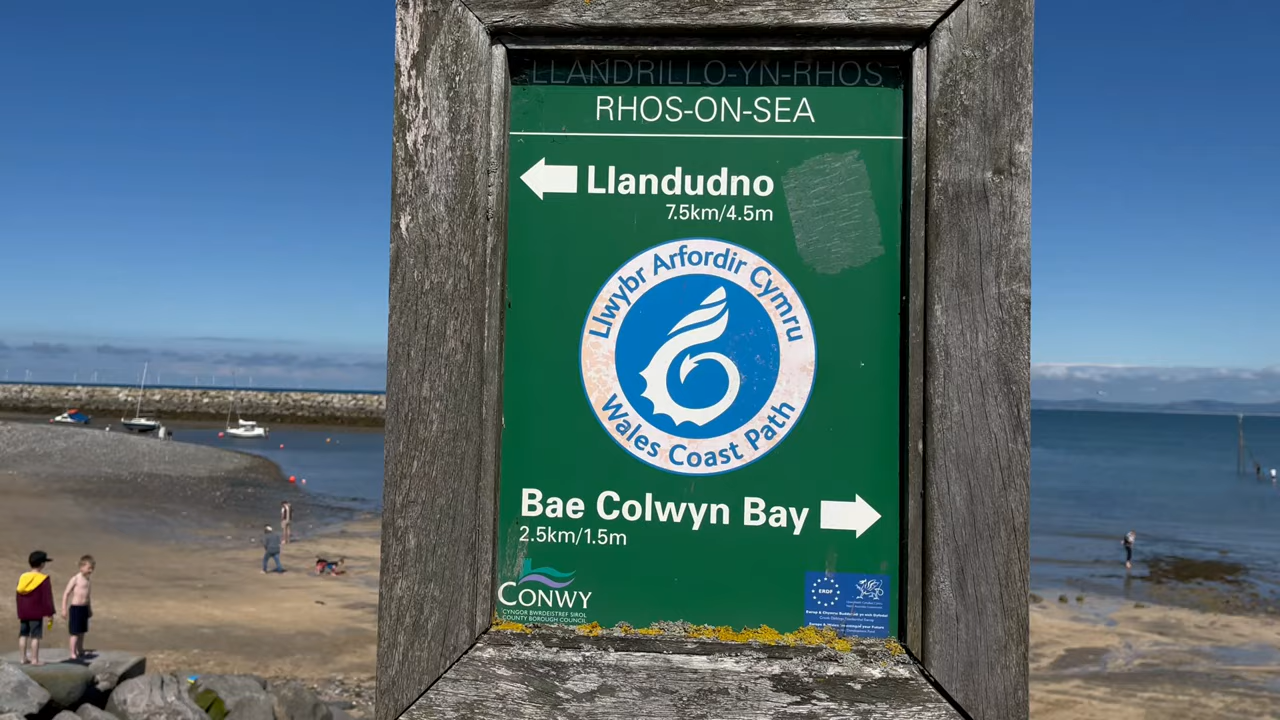 LLANDRILLO-YN-RHOS
RHOS-ON-SEA
Llandudno
7.5km/4.5m
Llwybr Arfordir Cymru
Wales Coast Path
Bae Colwyn Bay
2.5km/1.5m
CONWY
CYNGOR BWRDEISTREF SIROL
COUNTY BOROUGH COUNCIL
ERDF